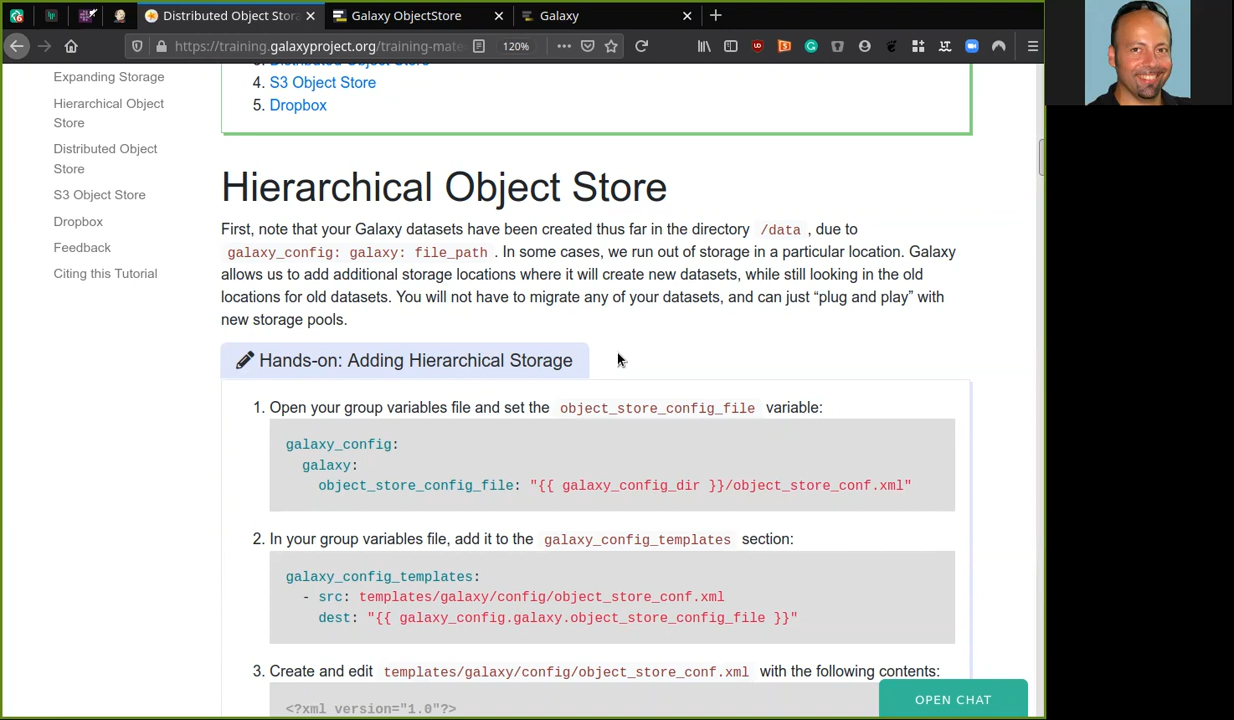 Distributed Object Stora
Galaxy ObjectStore
Galaxy
https://training.galaxyproject.org/training-mate
120%
3. Distributed Object Store
4. S3 Object Store
5. Dropbox
Expanding Storage
Hierarchical Object
Store
Distributed Object
Store
S3 Object Store
Dropbox
Feedback
Citing this Tutorial
Hierarchical Object Store
First, note that your Galaxy datasets have been created thus far in the directory /data , due to
galaxy_config: galaxy: file_path . In some cases, we run out of storage in a particular location. Galaxy
allows us to add additional storage locations where it will create new datasets, while still looking in the old
locations for old datasets. You will not have to migrate any of your datasets, and can just “plug and play” with
new storage pools.
Hands-on: Adding Hierarchical Storage
1. Open your group variables file and set the object_store_config_file variable:
galaxy_config:
galaxy:
object_store_config_file: "{{ galaxy_config_dir }}/object_store_conf.xml"
2. In your group variables file, add it to the galaxy_config_templates section:
galaxy_config_templates:
- src: templates/galaxy/config/object_store_conf.xml
dest: "{{ galaxy_config.galaxy.object_store_config_file }}"
3. Create and edit templates/galaxy/config/object_store_conf.xml with the following contents:
<?xml version="1.0"?>
OPEN CHAT